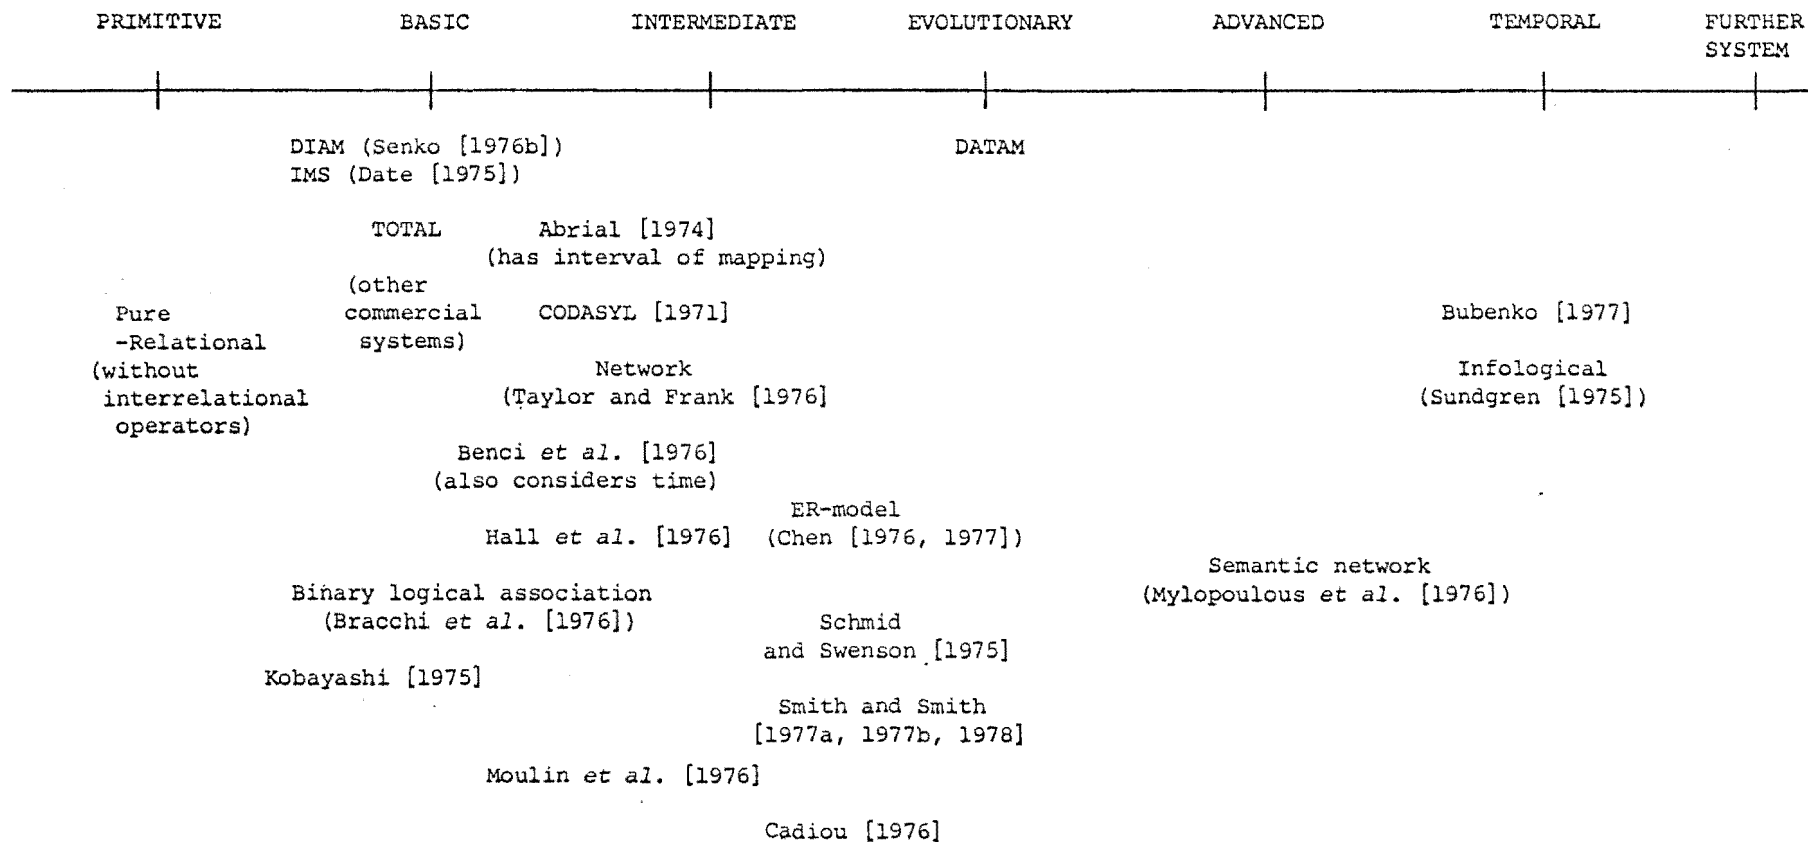 PRIMITIVE BASIC INTERMEDIATE EVOLUTIONARY ADVANCED TEMPORAL FURTHER
SYSTEM
DIAM (Senko [1976b]) DATAM
IMS (Date [1975])
TOTAL Abrial [1974]
(has interval of mapping)
(other
Pure commercial CODASYL [1971] Bubenko [1977]
-Relational systems)
(without Network Infological
interrelational (Taylor and Frank [1976] (Sundgren [1975])
operators)
Benci et al. [1976]
(also considers time)
ER-model
Hall et al. [1976] (Chen [1976, 1977])
Semantic network
Binary logical association (Mylopoulous et al. [1976])
(Bracchi et al. [1976]) Schmid
and Swenson [1975]
Kobayashi [1975]
Smith and Smith
[1977a, 1977b, 1978]
Moulin et al. [1976]
Cadiou [1976]